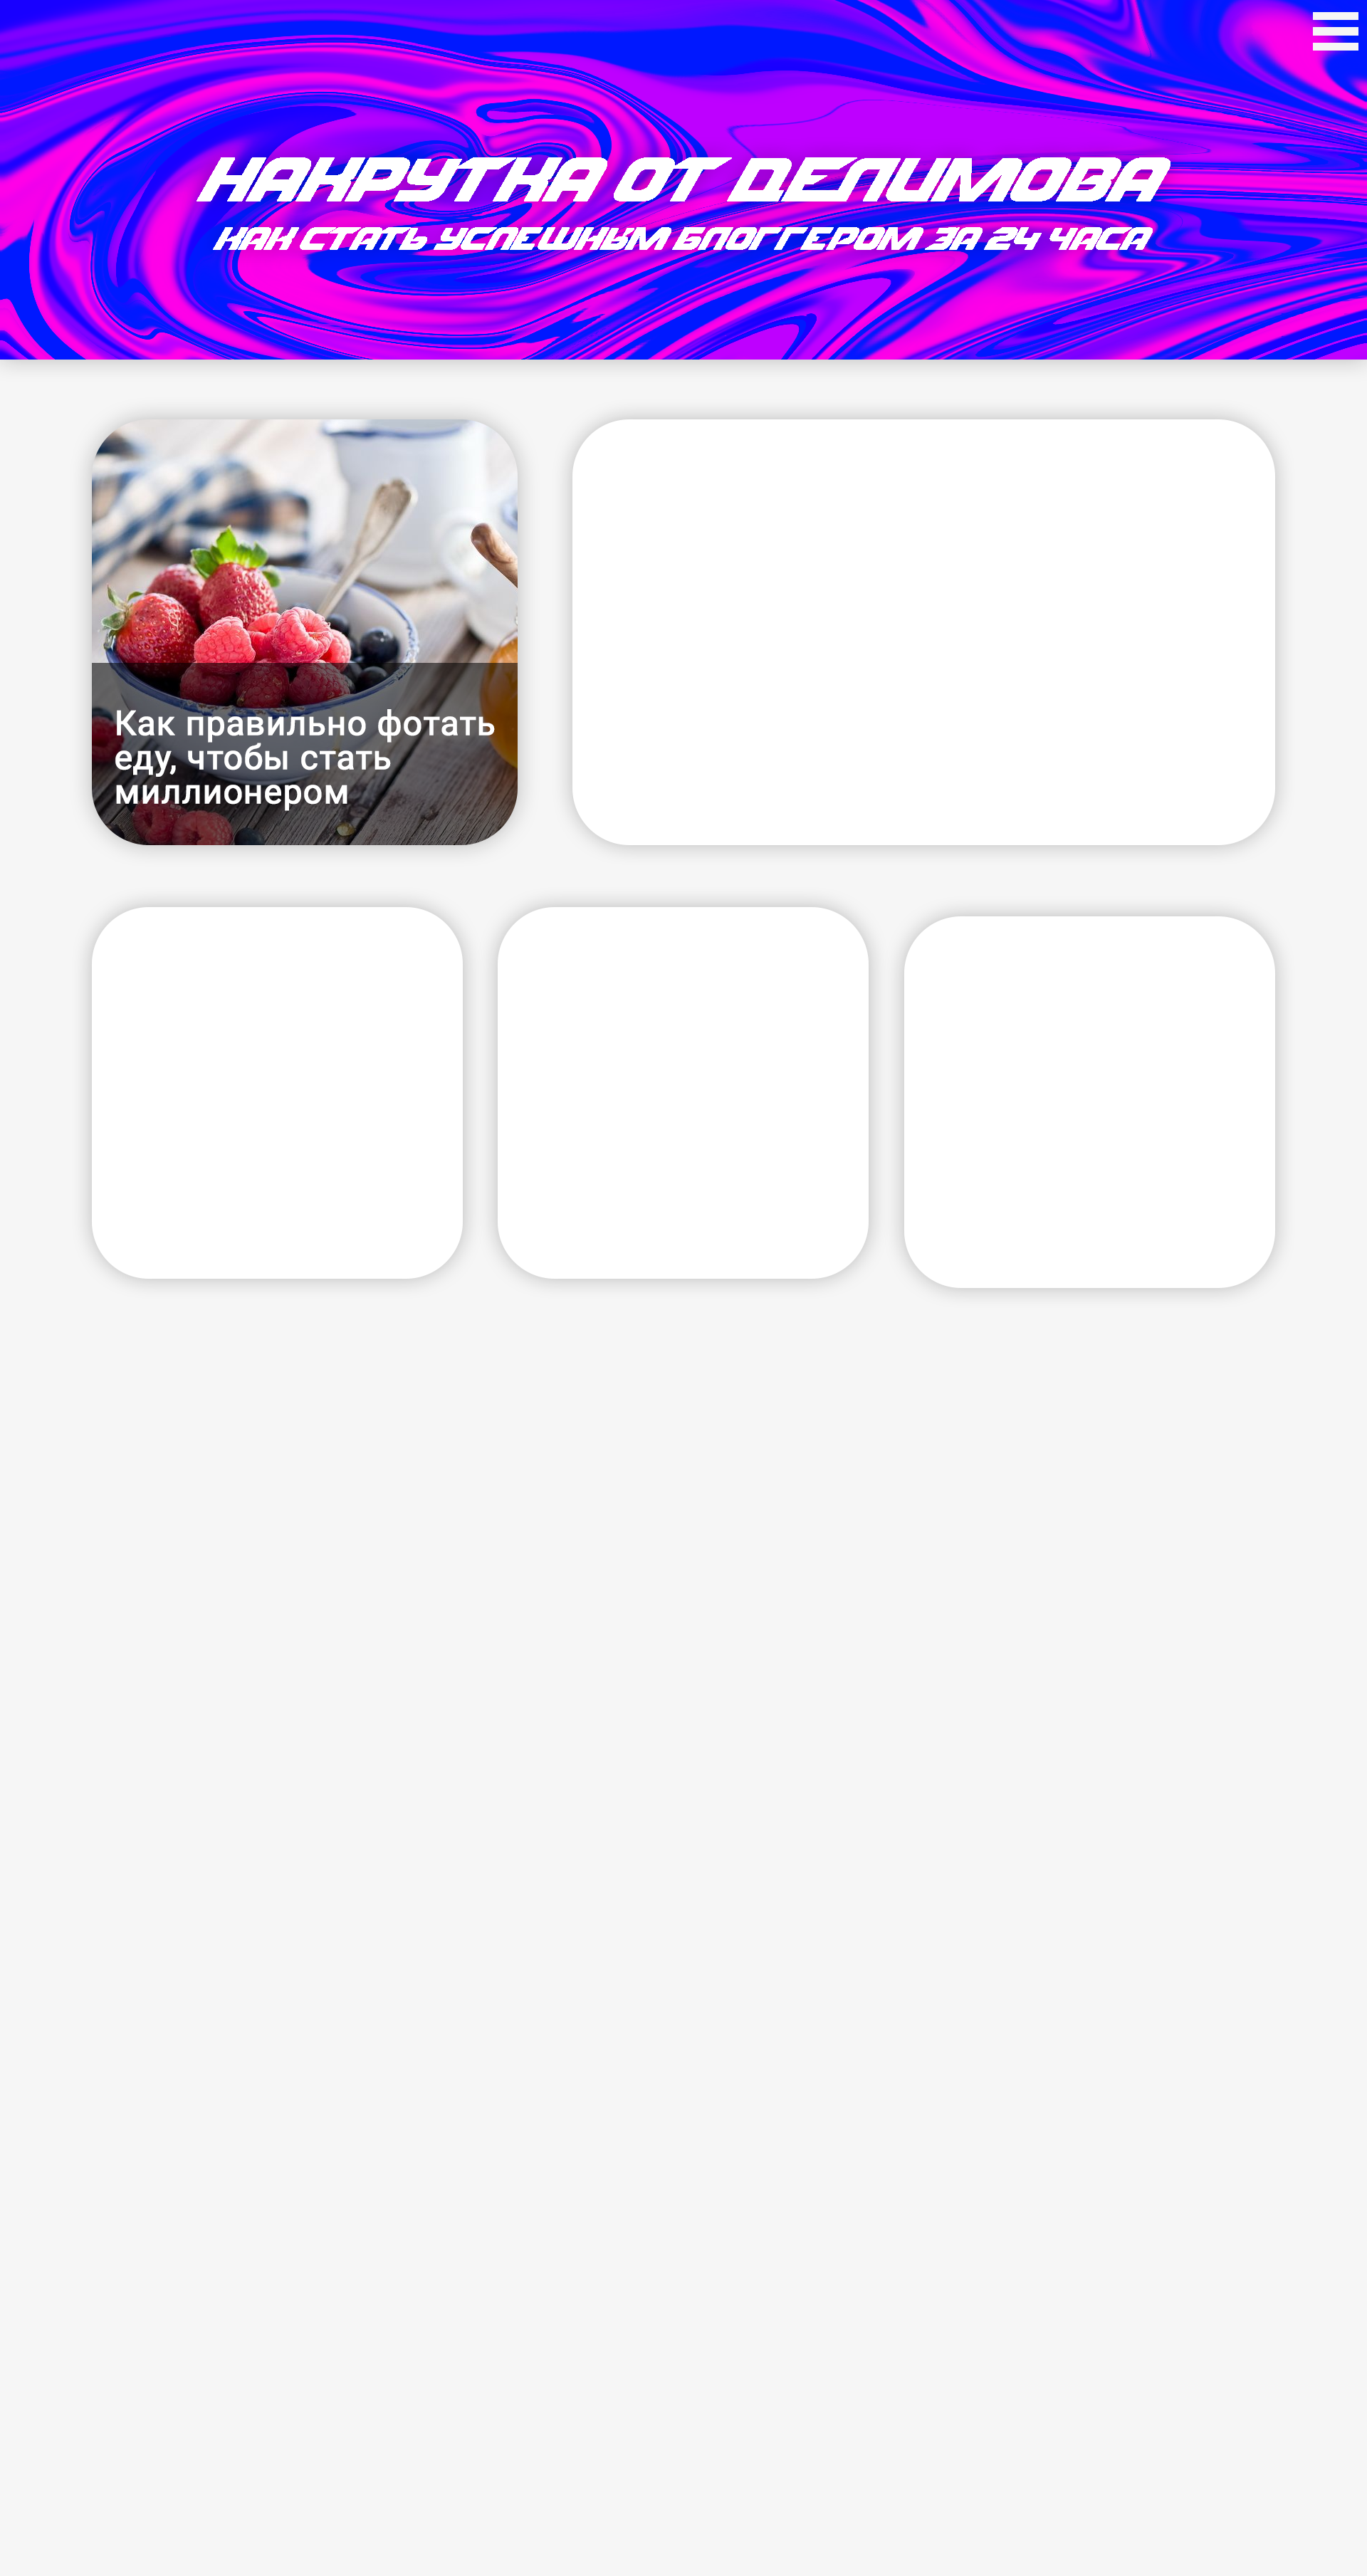 НАКРУТКА ОТ ДЕЛИМОВА
КАК СТАТЬ УСПЕШНЫМ БЛОГГЕРОМ ЗА 24 ЧАСА
Как правильно фотать
еду, чтобы стать
миллионером